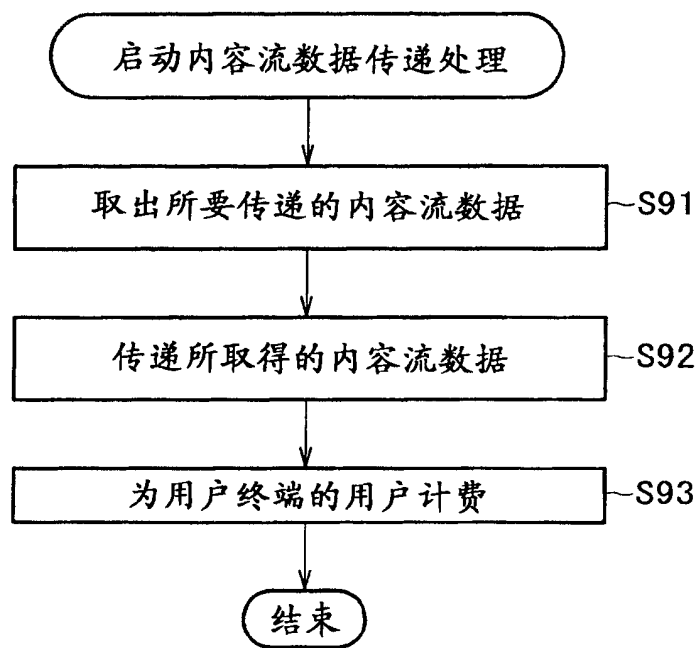 启动内容流数据传递处理
取出所要传递的内容流数据 S91
传递所取得的内容流数据 S92
为用户终端的用户计费 S93
结束